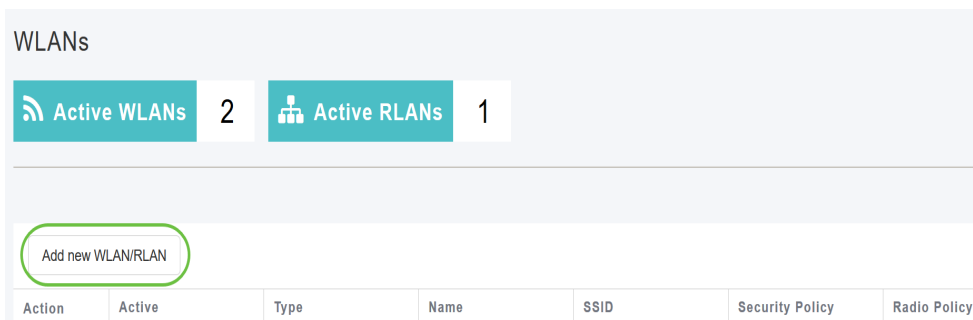 WLANs
Active WLANs 2 Active RLANs 1
Add new WLAN/RLAN
Action Active Type Name SSID Security Policy Radio Policy